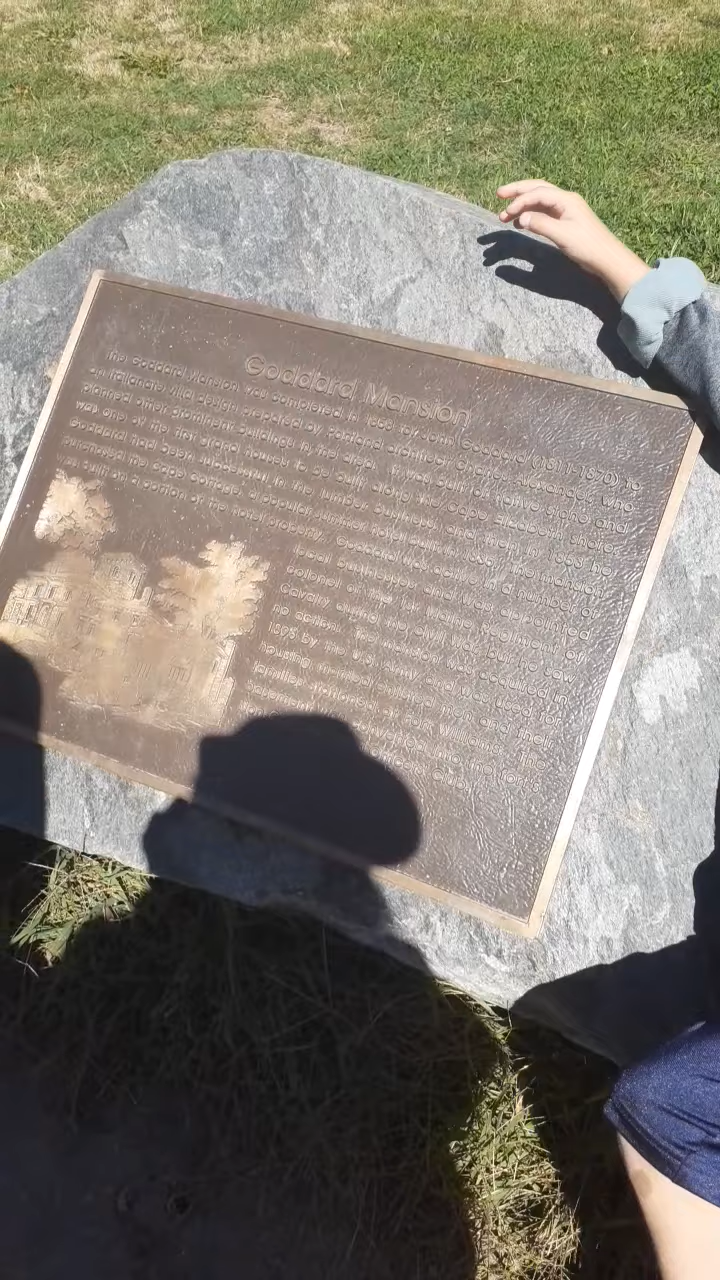 Goddard Mansion
The Goddard Mansion was completed in 1858 for John Goddard (1811-1870) to
an Italianate villa design prepared by Portland architect Charles Alexander, who
planned other prominent buildings in the area. It was built of native stone and
was one of the first grand houses to be built along the Cape Elizabeth shore.
Goddard had been successful in the lumber business, and, when in 1853 he
purchased the Cape Cottage, a popular summer hotel
was built on a portion of the hotel property. Goddard was active in a number of
local businesses and was appointed
colonel of the
Cavalry during the Civil War, but he saw
no action. The mansion was acquired in
1898 by the U.S. Army and was used for
housing married enlisted men and their
families stationed at Fort Williams. The